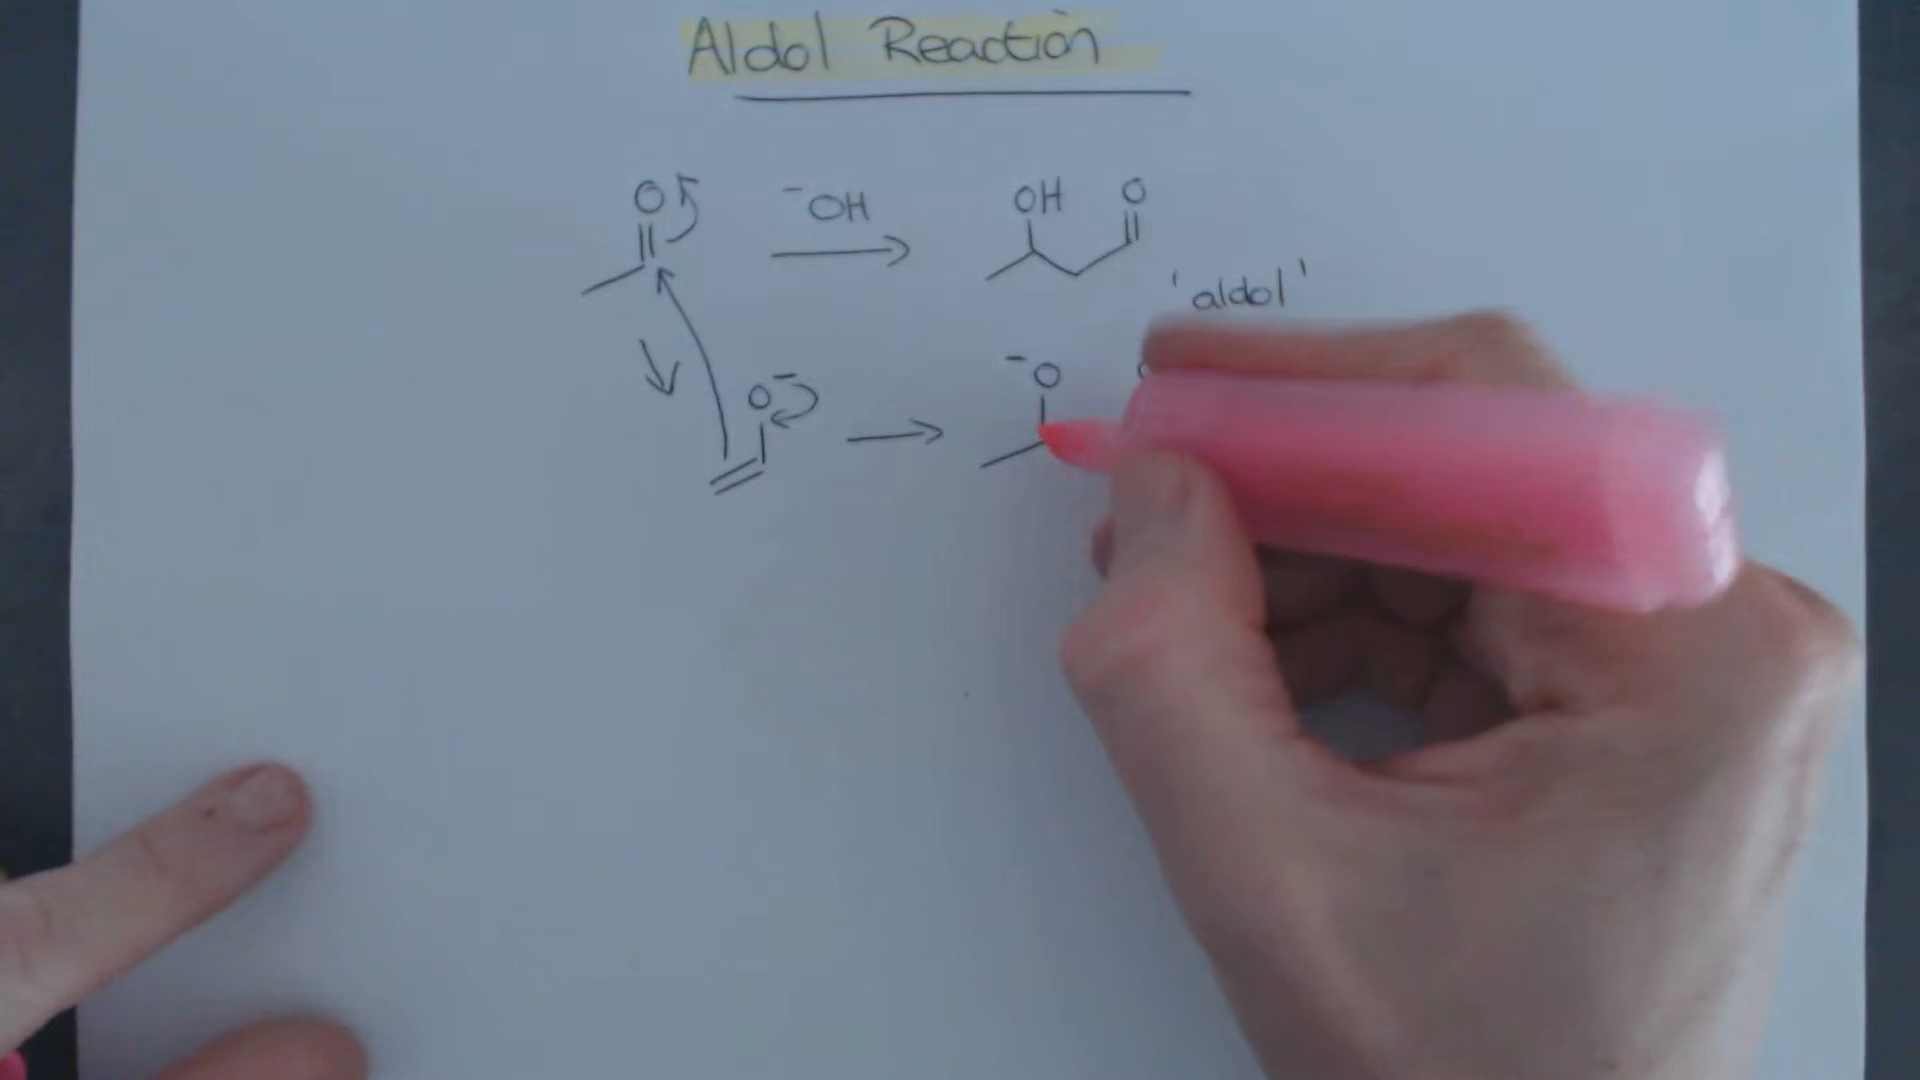 Aldol Reaction
O ⁻OH OH O
'aldol'
⁻O
O⁻